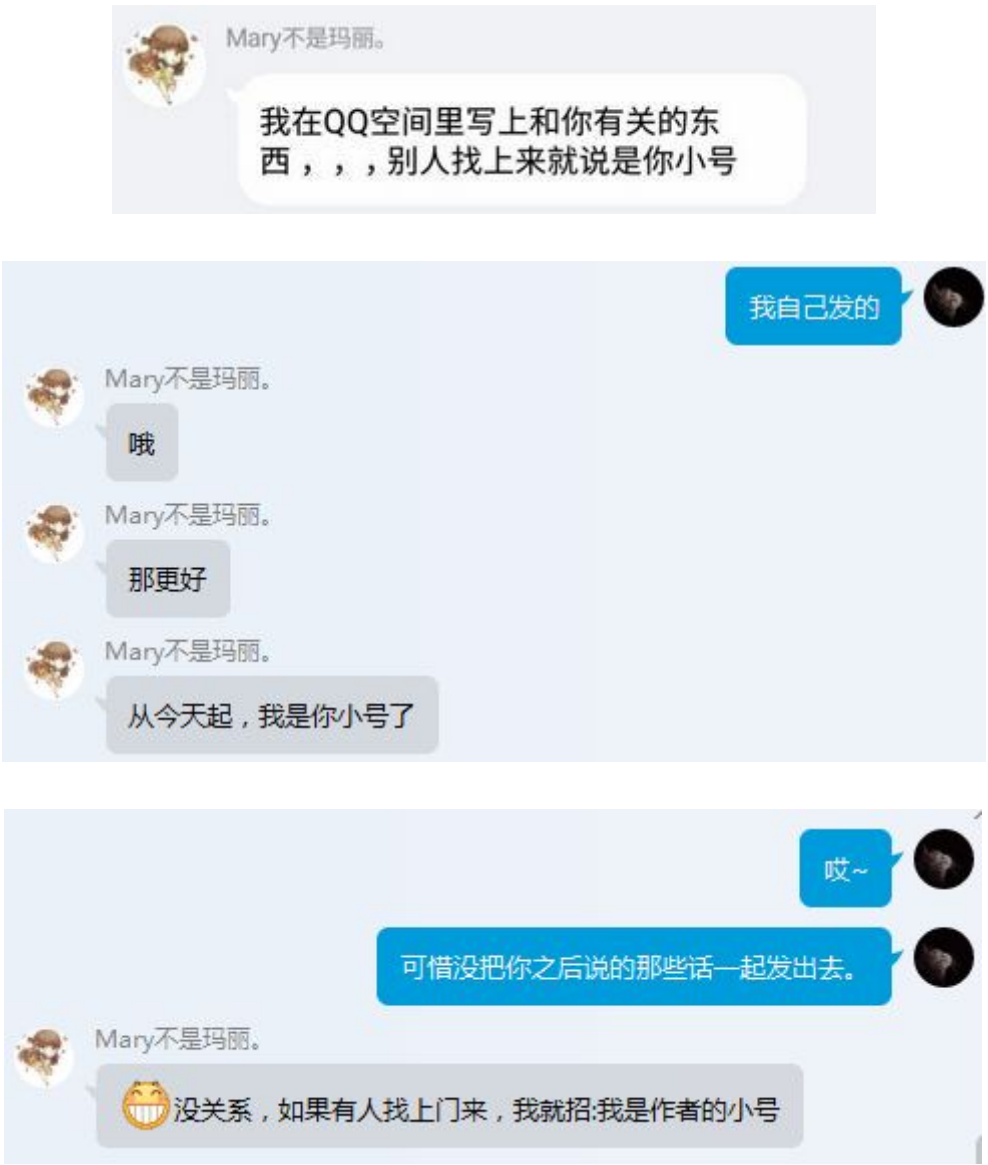 Mary不是玛丽。
我在QQ空间里写上和你有关的东
西，，，别人找上来就说是你小号
我自己发的
Mary不是玛丽。
哦
Mary不是玛丽。
那更好
Mary不是玛丽。
从今天起，我是你小号了
哎~
可惜没把你之后说的那些话一起发出去。
Mary不是玛丽。
没关系，如果有人找上门来，我就招:我是作者的小号